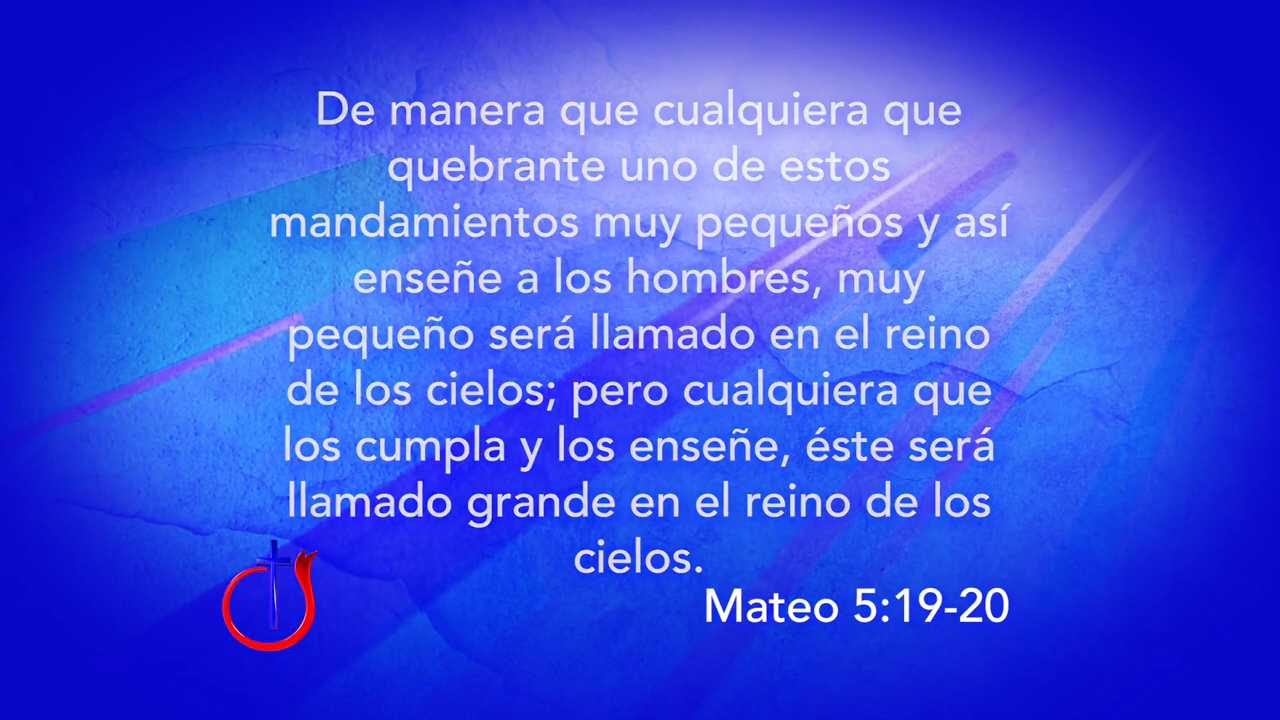 De manera que cualquiera que
quebrante uno de estos
mandamientos muy pequeños y así
enseñe a los hombres, muy
pequeño será llamado en el reino
de los cielos; pero cualquiera que
los cumpla y los enseñe, éste será
llamado grande en el reino de los
cielos.
Mateo 5:19-20